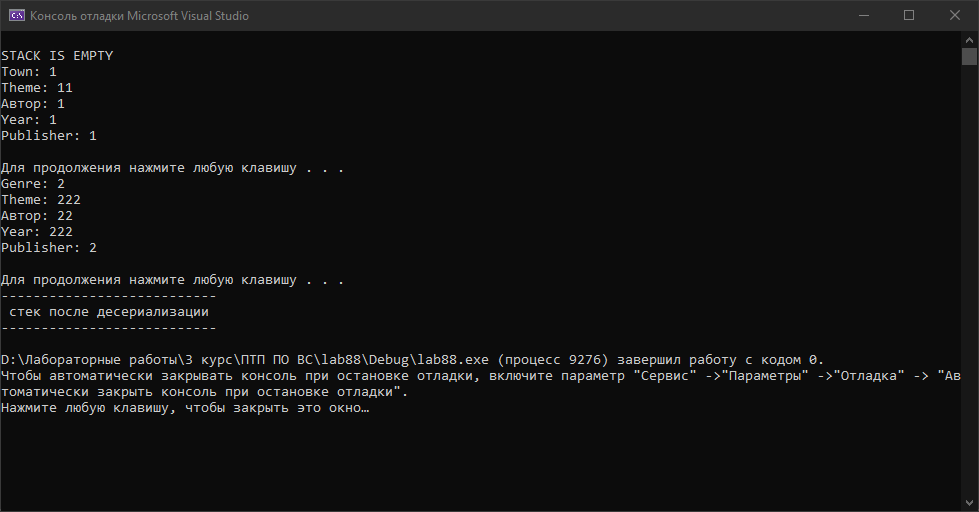 Консоль отладки Microsoft Visual Studio
STACK IS EMPTY
Town: 1
Theme: 11
Автор: 1
Year: 1
Publisher: 1
Для продолжения нажмите любую клавишу . . .
Genre: 2
Theme: 222
Автор: 22
Year: 222
Publisher: 2
Для продолжения нажмите любую клавишу . . .
---------------------------
 стек после десериализации
---------------------------
D:\Лабораторные работы\3 курс\ПТП ПО ВС\lab88\Debug\lab88.exe (процесс 9276) завершил работу с кодом 0.
Чтобы автоматически закрывать консоль при остановке отладки, включите параметр "Сервис" ->"Параметры" ->"Отладка" -> "Ав
томатически закрыть консоль при остановке отладки".
Нажмите любую клавишу, чтобы закрыть это окно…